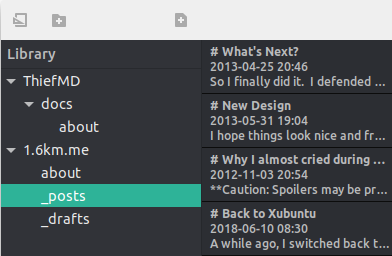 Library
ThiefMD
docs
about
1.6km.me
about
_posts
_drafts
# What's Next?
2013-04-25 20:46
So I finally did it.  I defended ...
# New Design
2013-05-31 19:04
I hope things look nice and fr...
# Why I almost cried during ...
2012-11-03 20:54
**Caution: Spoilers may be pr...
# Back to Xubuntu
2018-06-10 08:30
A while ago, I switched back t...